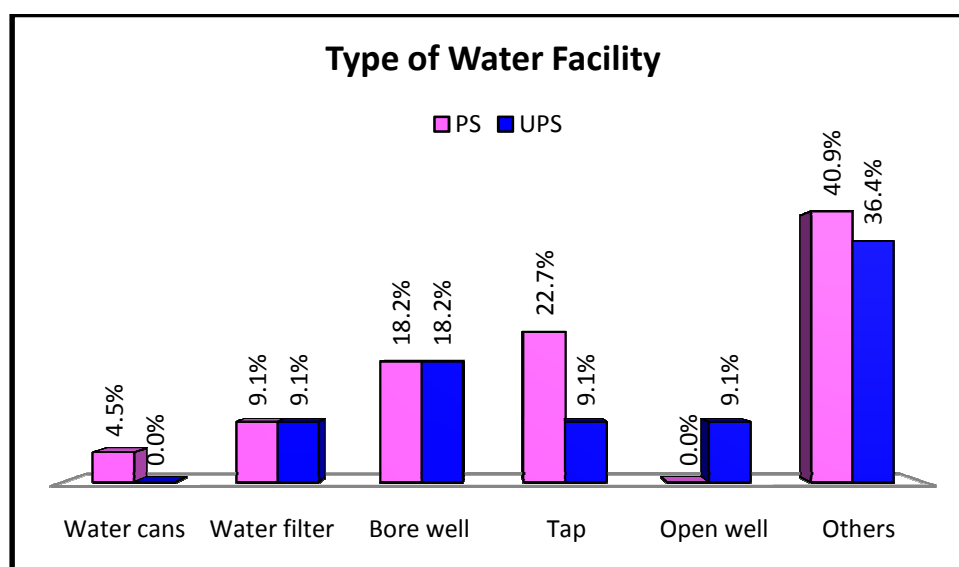 Type of Water Facility
PS UPS
4.5% 0.0% 9.1% 9.1% 18.2% 18.2% 22.7% 9.1% 0.0% 9.1% 40.9% 36.4%
Water cans Water filter Bore well Tap Open well Others